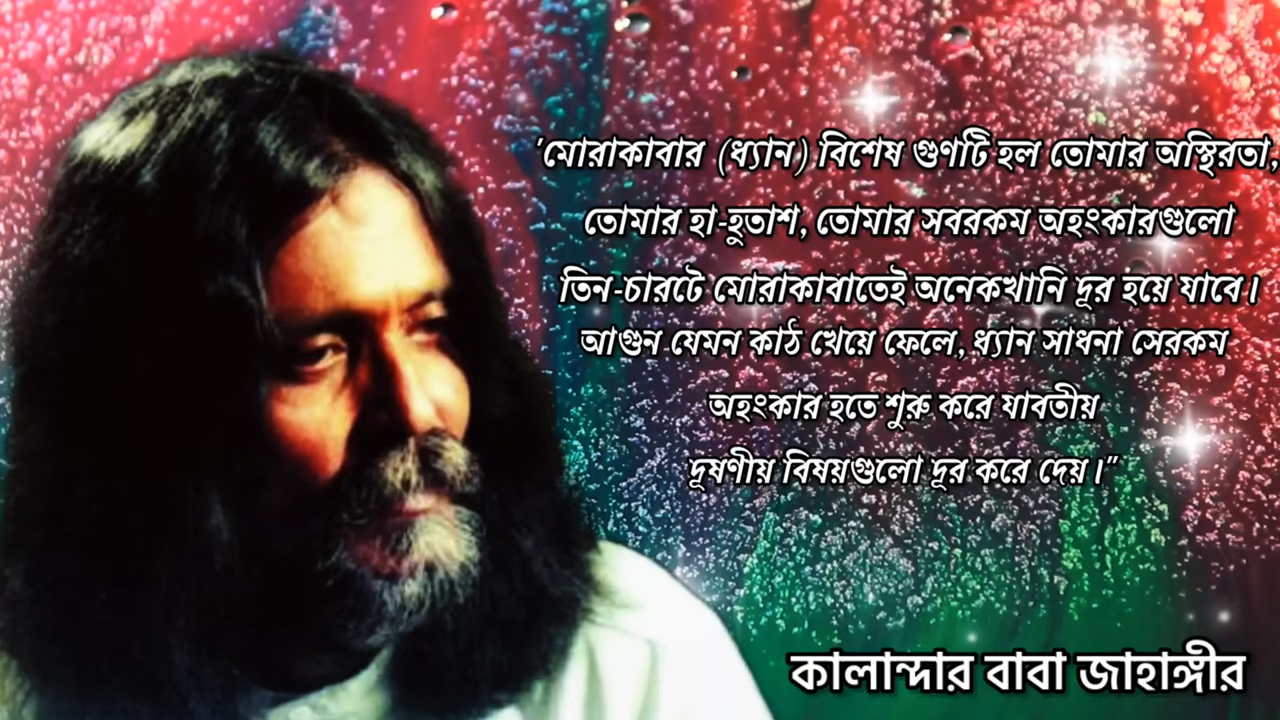 'মোরাকাবার (ধ্যান) বিশেষ গুণটি হল তোমার অস্থিরতা,
তোমার হা-হুতাশ, তোমার সবরকম অহংকারগুলো
তিন-চারটে মোরাকাবাতেই অনেকখানি দূর হয়ে যাবে।
আগুন যেমন কাঠ খেয়ে ফেলে, ধ্যান সাধনা সেরকম
অহংকার হতে শুরু করে যাবতীয়
দূষণীয় বিষয়গুলো দূর করে দেয়।"
কালান্দার বাবা জাহাঙ্গীর